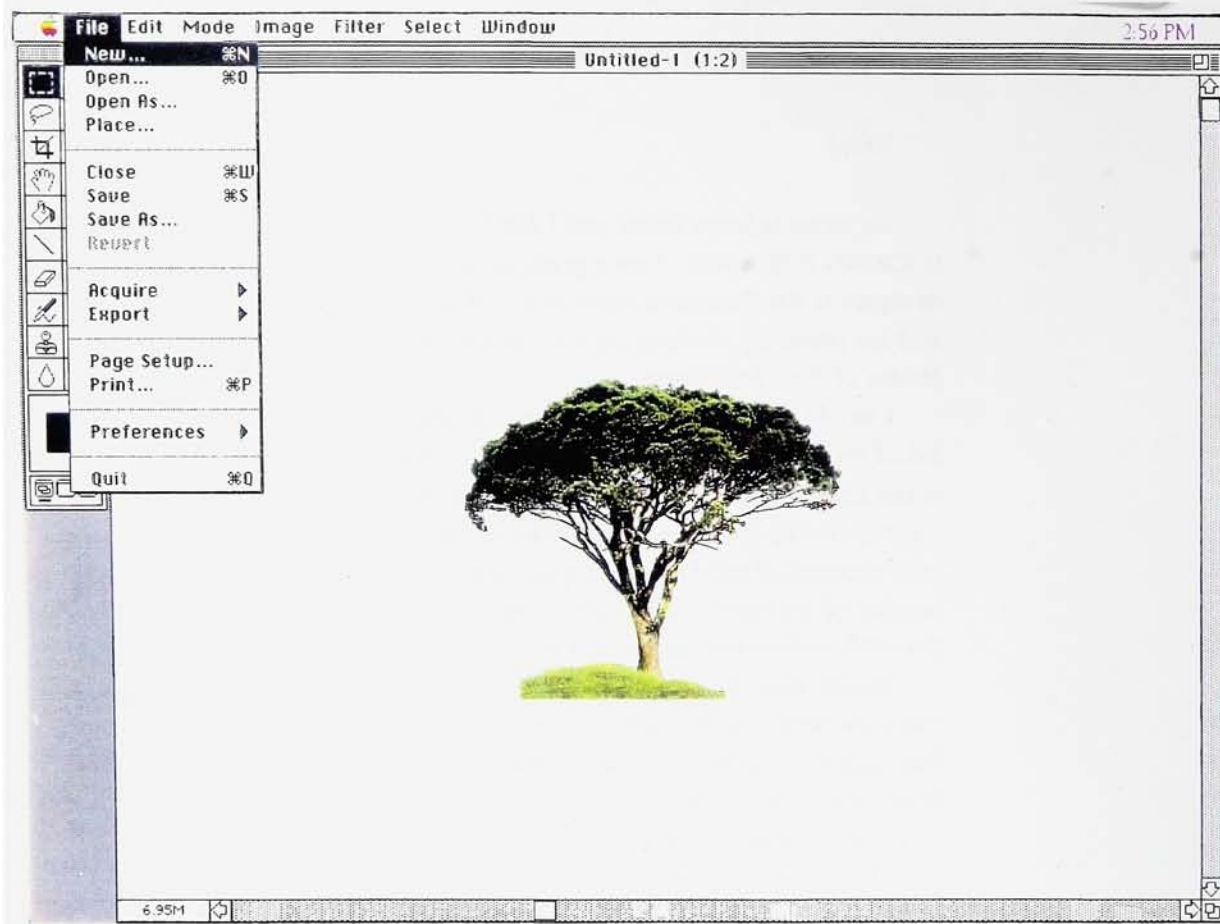 File Edit Mode Image Filter Select Window 2:56 PM
Untitled-1 (1:2)
New... ⌘N
Open... ⌘O
Open As...
Place...
Close ⌘W
Save ⌘S
Save As...
Revert
Acquire
Export
Page Setup...
Print... ⌘P
Preferences
Quit ⌘Q
6.95M